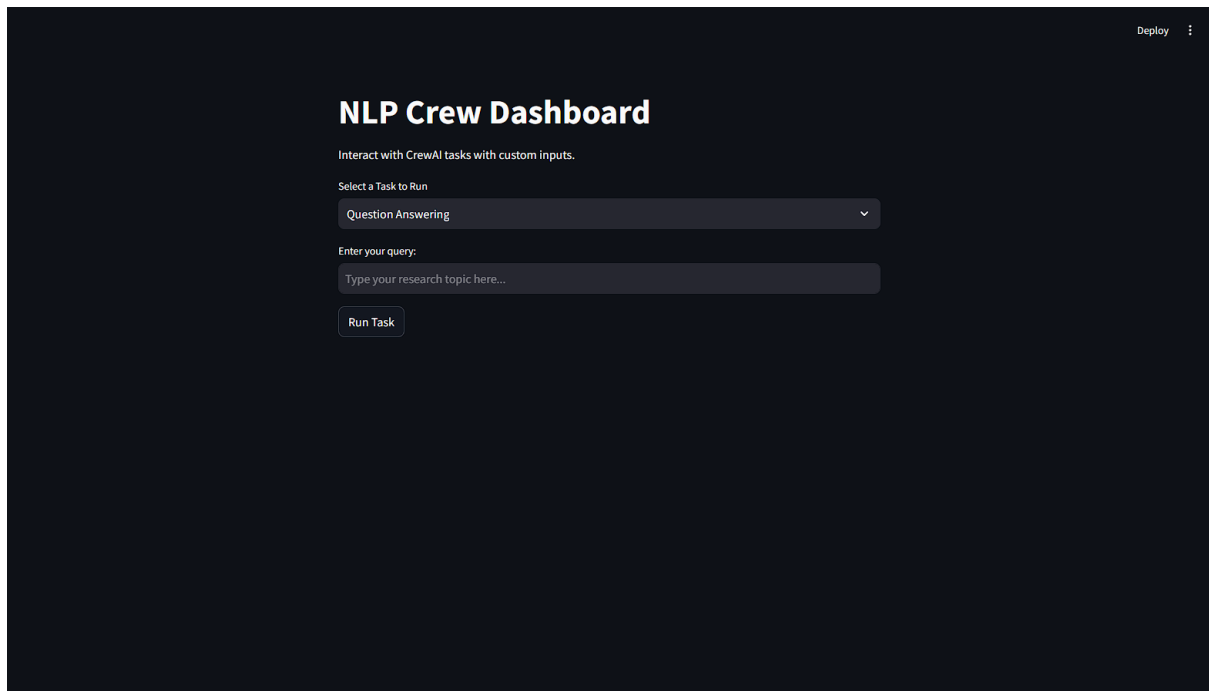 Deploy
NLP Crew Dashboard
Interact with CrewAI tasks with custom inputs.
Select a Task to Run
Question Answering
Enter your query:
Type your research topic here...
Run Task